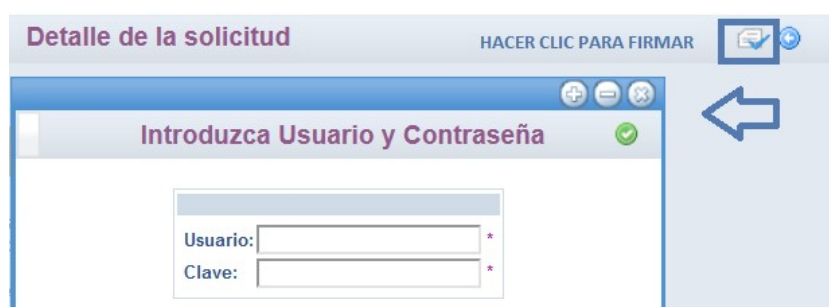 Detalle de la solicitud
HACER CLIC PARA FIRMAR
Introduzca Usuario y Contraseña
Usuario: *
Clave: *